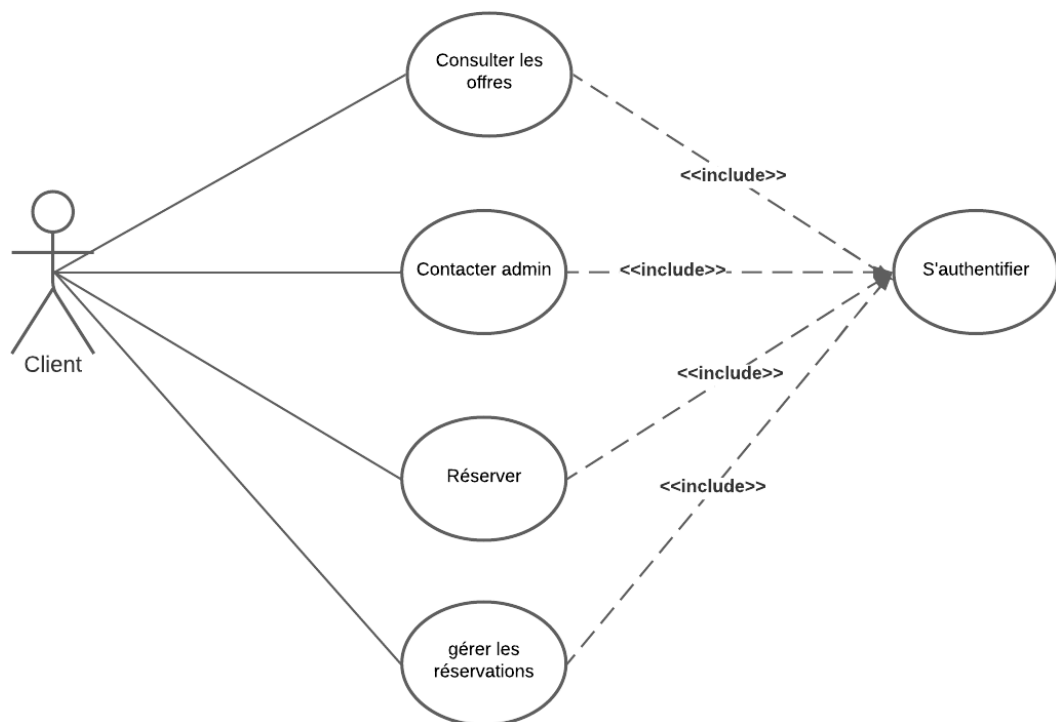 Consulter les
offres
<<include>>
Contacter admin
<<include>>
S'authentifier
Client
<<include>>
Réserver
<<include>>
gérer les
réservations